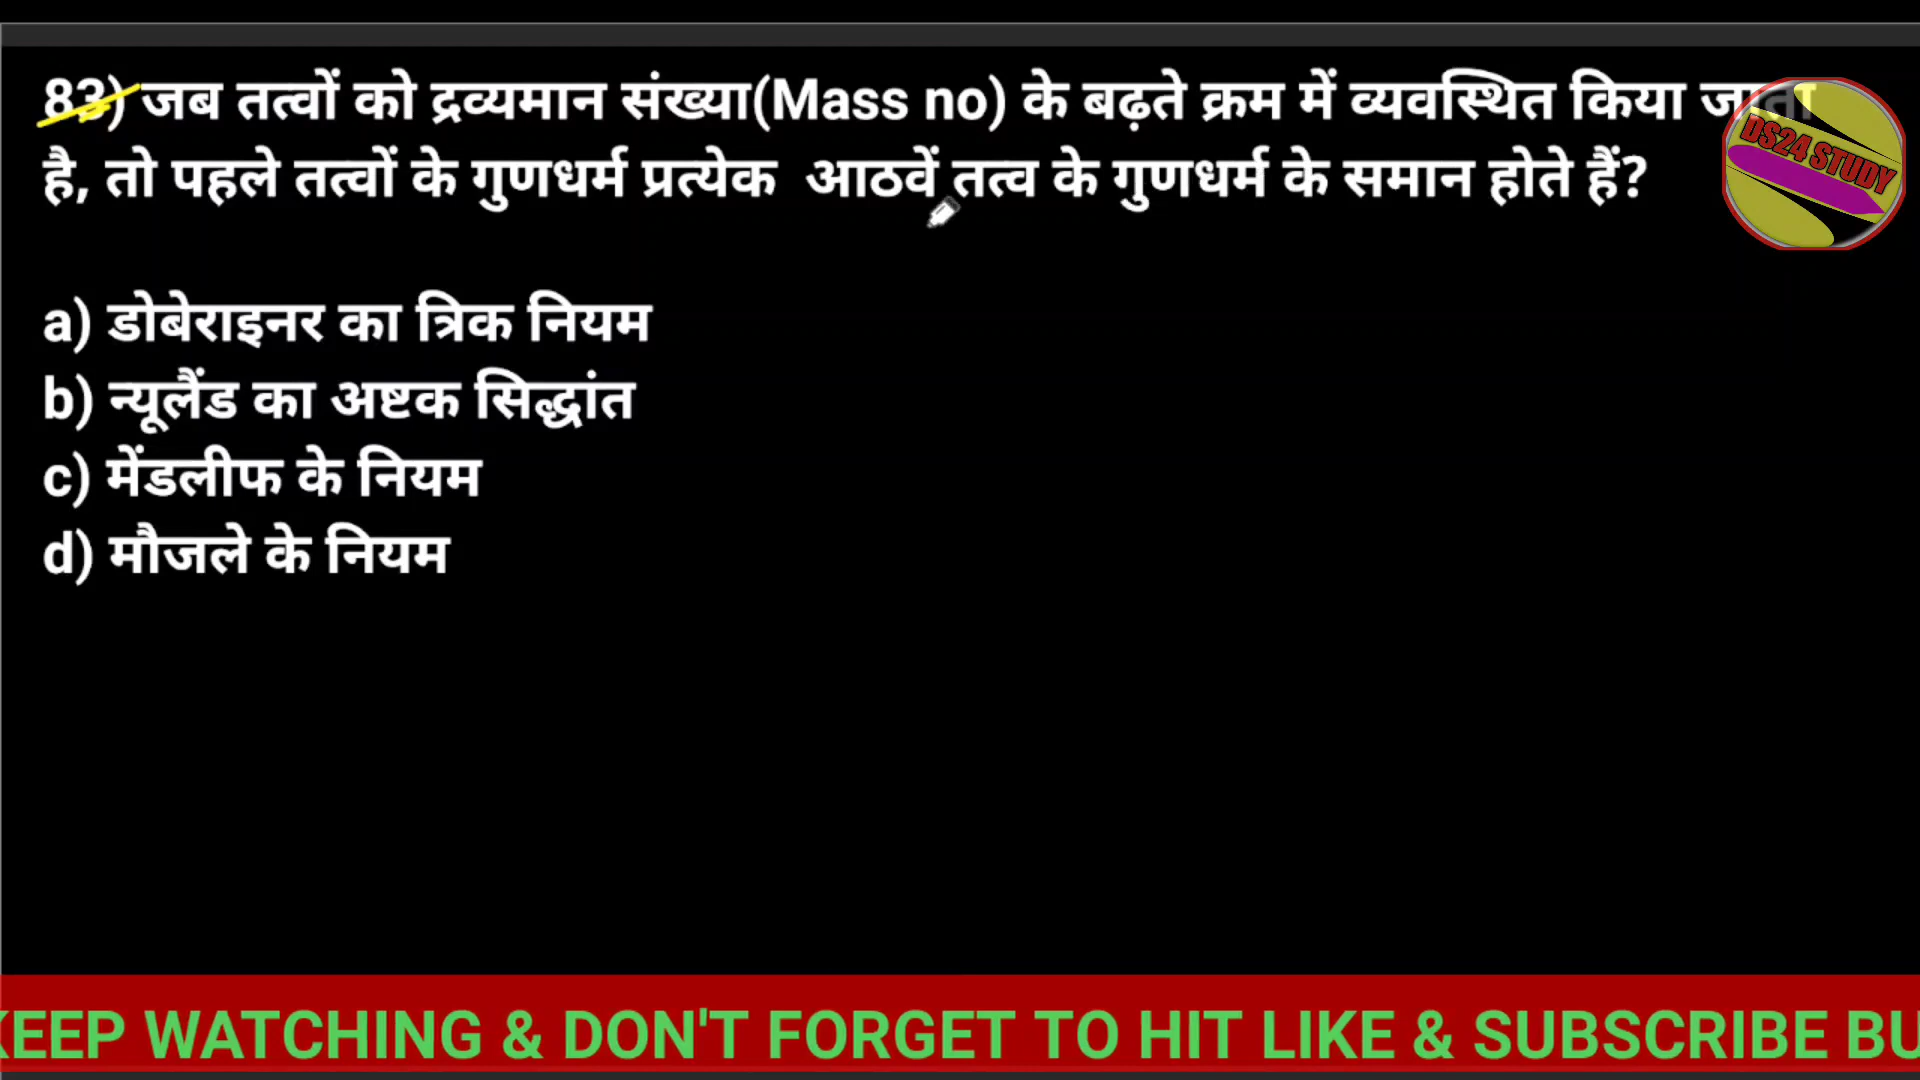 83) जब तत्वों को द्रव्यमान संख्या(Mass no) के बढ़ते क्रम में व्यवस्थित किया जाता
है, तो पहले तत्वों के गुणधर्म प्रत्येक आठवें तत्व के गुणधर्म के समान होते हैं?
DS24 STUDY
a) डोबेराइनर का त्रिक नियम
b) न्यूलैंड का अष्टक सिद्धांत
c) मेंडलीफ के नियम
d) मौजले के नियम
KEEP WATCHING & DON'T FORGET TO HIT LIKE & SUBSCRIBE BU